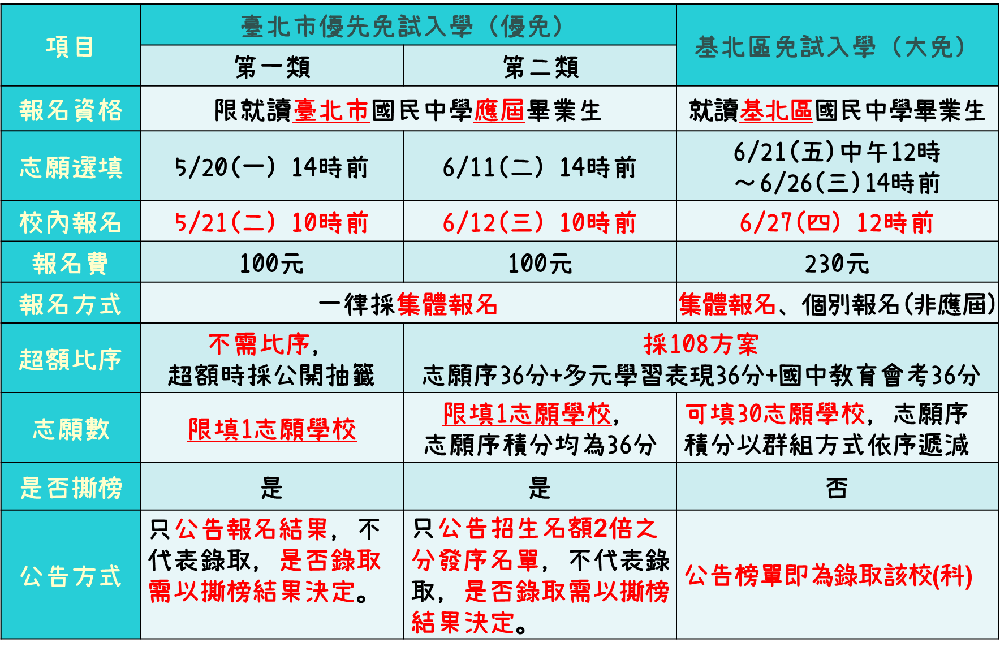 項目
臺北市優先免試入學（優免）
基北區免試入學（大免）
第一類
第二類
報名資格
限就讀臺北市國民中學應屆畢業生
就讀基北區國民中學畢業生
志願選填
5/20(一) 14時前
6/11(二) 14時前
6/21(五)中午12時
～6/26(三)14時前
校內報名
5/21(二) 10時前
6/12(三) 10時前
6/27(四) 12時前
報名費
100元
100元
230元
報名方式
一律採集體報名
集體報名、個別報名(非應屆)
超額比序
不需比序，
超額時採公開抽籤
採108方案
志願序36分+多元學習表現36分+國中教育會考36分
志願數
限填1志願學校
限填1志願學校，
志願序積分均為36分
可填30志願學校，志願序
積分以群組方式依序遞減
是否撕榜
是
是
否
公告方式
只公告報名結果，不
代表錄取，是否錄取
需以撕榜結果決定。
只公告招生名額2倍之
分發序名單，不代表錄
取，是否錄取需以撕榜
結果決定。
公告榜單即為錄取該校(科)